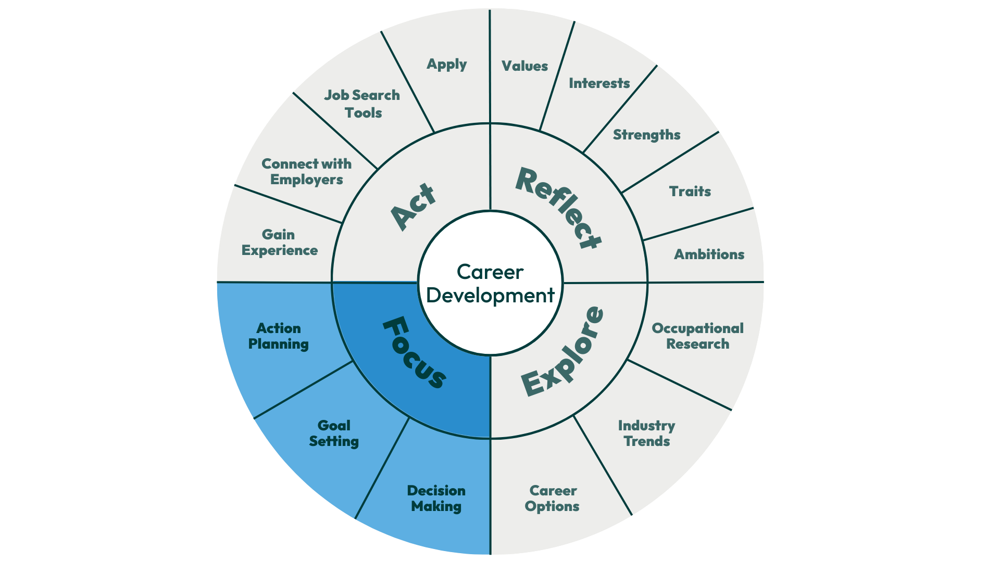 Career
Development
Reflect
Values
Interests
Strengths
Traits
Ambitions
Explore
Occupational
Research
Industry
Trends
Career
Options
Focus
Decision
Making
Goal
Setting
Action
Planning
Act
Gain
Experience
Connect with
Employers
Job Search
Tools
Apply